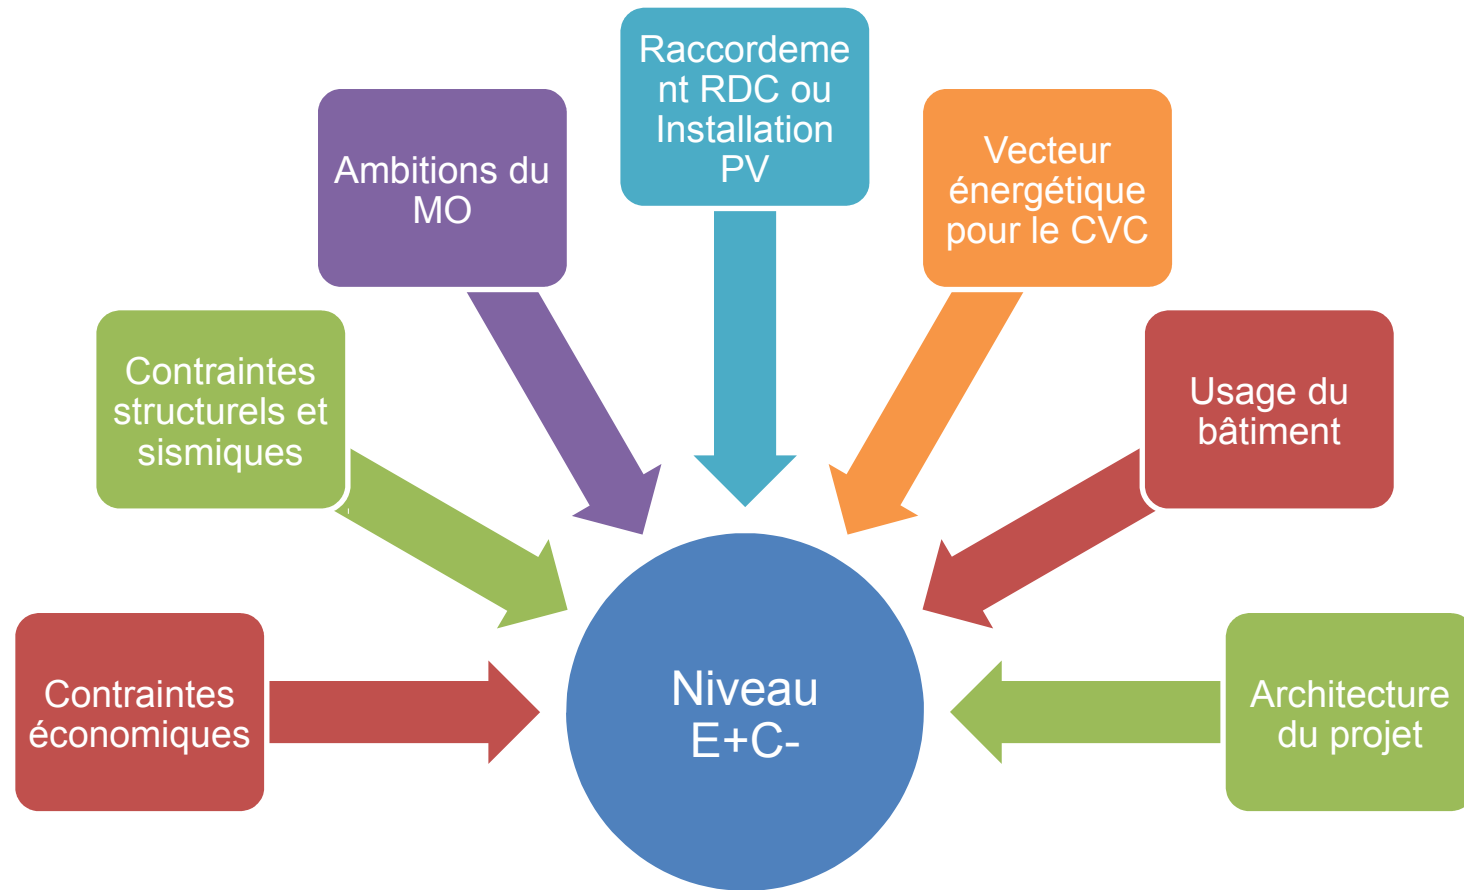 Raccordeme
nt RDC ou
Installation
PV
Ambitions du
MO
Vecteur
énergétique
pour le CVC
Contraintes
structurels et
sismiques
Usage du
bâtiment
Contraintes
économiques
Niveau
E+C-
Architecture
du projet